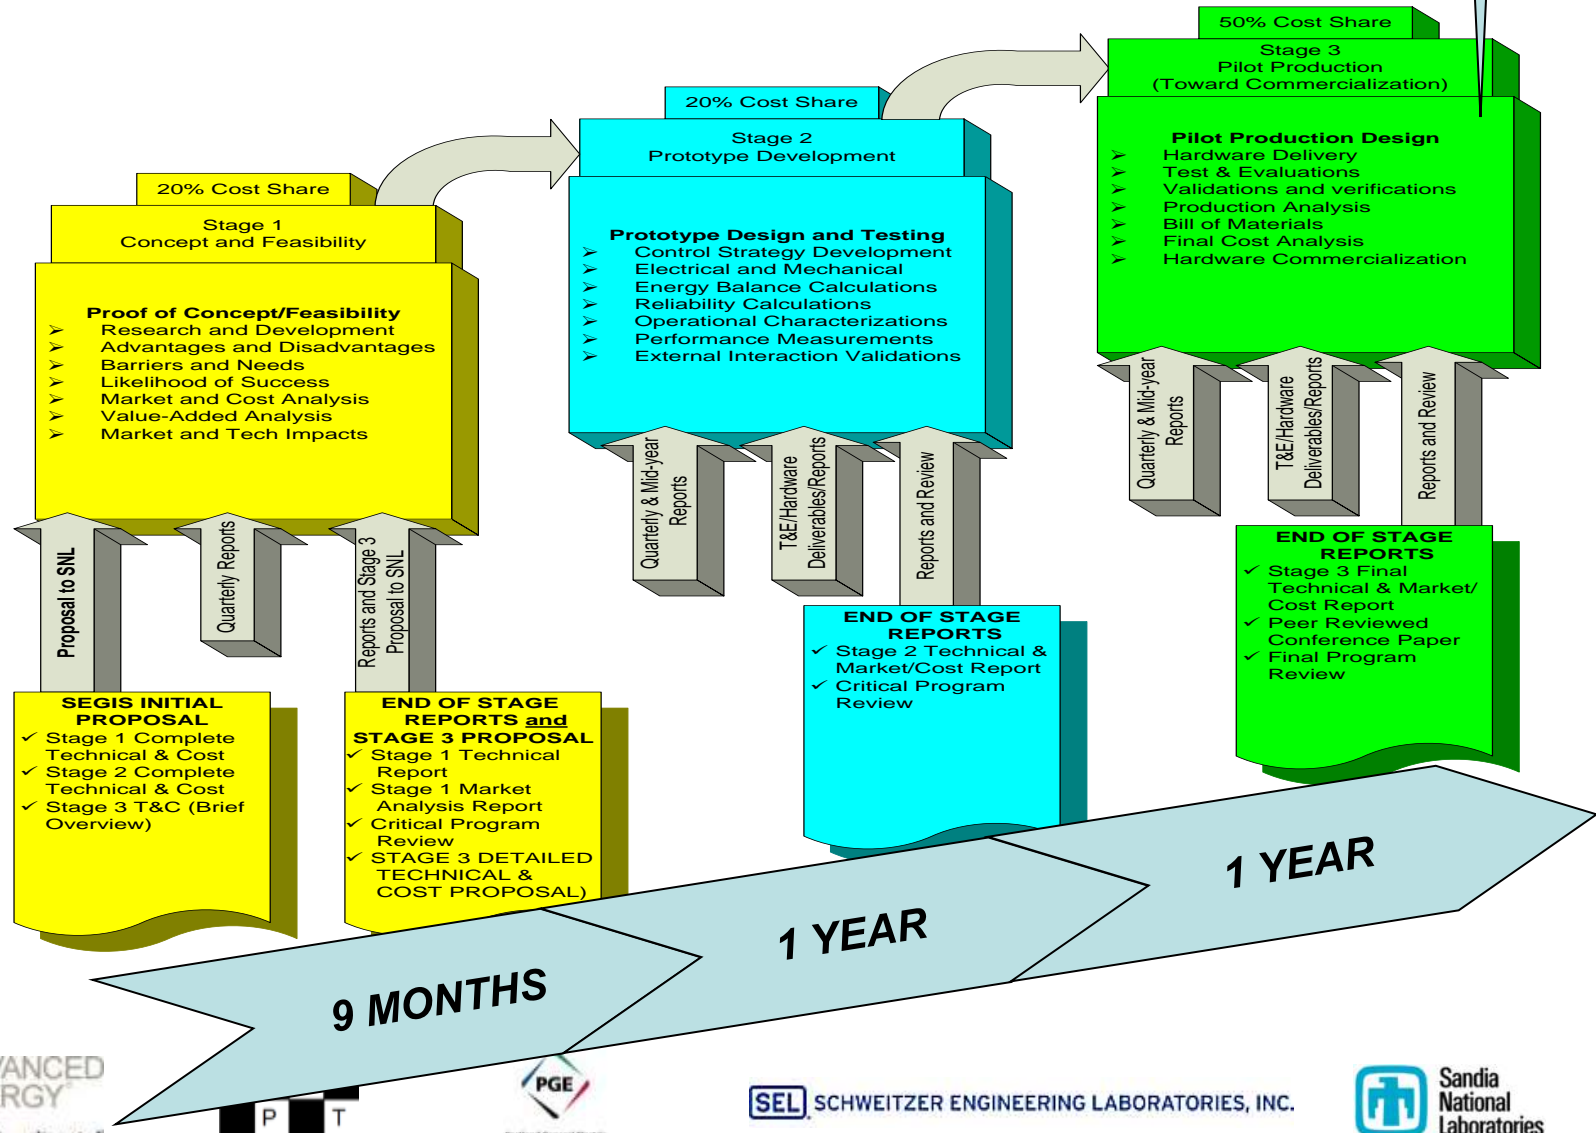 20% Cost Share
Stage 1
Concept and Feasibility
Proof of Concept/Feasibility
➢ Research and Development
➢ Advantages and Disadvantages
➢ Barriers and Needs
➢ Likelihood of Success
➢ Market and Cost Analysis
➢ Value-Added Analysis
➢ Market and Tech Impacts
Proposal to SNL
Quarterly Reports
Reports and Stage 3
Proposal to SNL
SEGIS INITIAL
PROPOSAL
✓ Stage 1 Complete
Technical & Cost
✓ Stage 2 Complete
Technical & Cost
✓ Stage 3 T&C (Brief
Overview)
END OF STAGE
REPORTS and
STAGE 3 PROPOSAL
✓ Stage 1 Technical
Report
✓ Stage 1 Market
Analysis Report
✓ Critical Program
Review
✓ STAGE 3 DETAILED
TECHNICAL &
COST PROPOSAL)
20% Cost Share
Stage 2
Prototype Development
Prototype Design and Testing
➢ Control Strategy Development
➢ Electrical and Mechanical
➢ Energy Balance Calculations
➢ Reliability Calculations
➢ Operational Characterizations
➢ Performance Measurements
➢ External Interaction Validations
Quarterly & Mid-year
Reports
T&E/Hardware
Deliverables/Reports
Reports and Review
END OF STAGE
REPORTS
✓ Stage 2 Technical &
Market/Cost Report
✓ Critical Program
Review
50% Cost Share
Stage 3
Pilot Production
(Toward Commercialization)
Pilot Production Design
➢ Hardware Delivery
➢ Test & Evaluations
➢ Validations and verifications
➢ Production Analysis
➢ Bill of Materials
➢ Final Cost Analysis
➢ Hardware Commercialization
Quarterly & Mid-year
Reports
T&E/Hardware
Deliverables/Reports
Reports and Review
END OF STAGE
REPORTS
✓ Stage 3 Final
Technical & Market/
Cost Report
✓ Peer Reviewed
Conference Paper
✓ Final Program
Review
9 MONTHS
1 YEAR
1 YEAR
VANCED
RGY
P T
PGE
SEL SCHWEITZER ENGINEERING LABORATORIES, INC.
Sandia
National
Laboratories